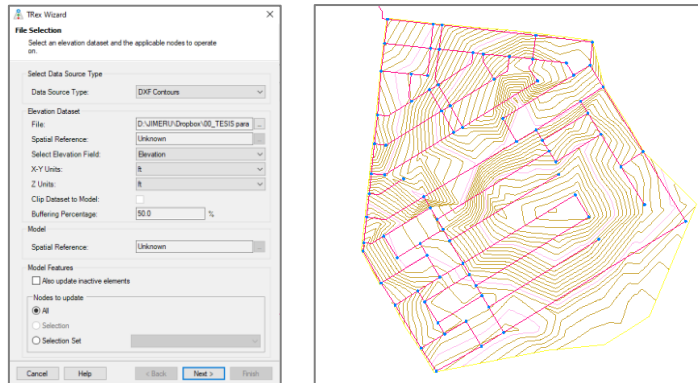 TRex Wizard
File Selection
Select an elevation dataset and the applicable nodes to operate
on.
Select Data Source Type
Data Source Type: DXF Contours
Elevation Dataset
File: D:\JIMERU\Dropbox\00_TESIS para ...
Spatial Reference: Unknown ...
Select Elevation Field: Elevation
X-Y Units: ft
Z Units: ft
Clip Dataset to Model:
Buffering Percentage: 50.0 %
Model
Spatial Reference: Unknown ...
Model Features
Also update inactive elements
Nodes to update
All
Selection
Selection Set
Cancel Help < Back Next > Finish